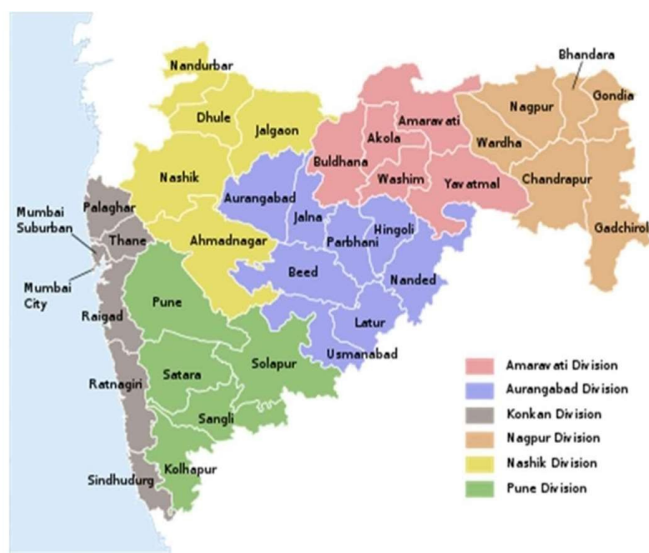 Nandurbar
Bhandara
Dhule
Jalgaon
Nagpur
Gondia
Amaravati
Akola
Wardha
Buldhana
Nashik
Washim
Yavatmal
Chandrapur
Aurangabad
Palaghar
Jalna
Hingoli
Mumbai
Suburban
Thane
Ahmadnagar
Parbhani
Gadchirol
Beed
Nanded
Mumbai
City
Pune
Raigad
Latur
Usmanabad
Solapur
Satara
Ratnagiri
Sangli
Kolhapur
Sindhudurg
Amaravati Division
Aurangabad Division
Konkan Division
Nagpur Division
Nashik Division
Pune Division